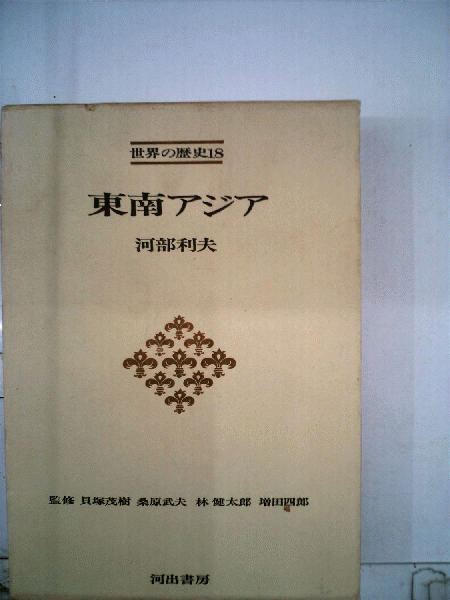 世界の歴史18
東南アジア
河部利夫
監修 貝塚茂樹 桑原武夫 林 健太郎 増田四郎
河出書房